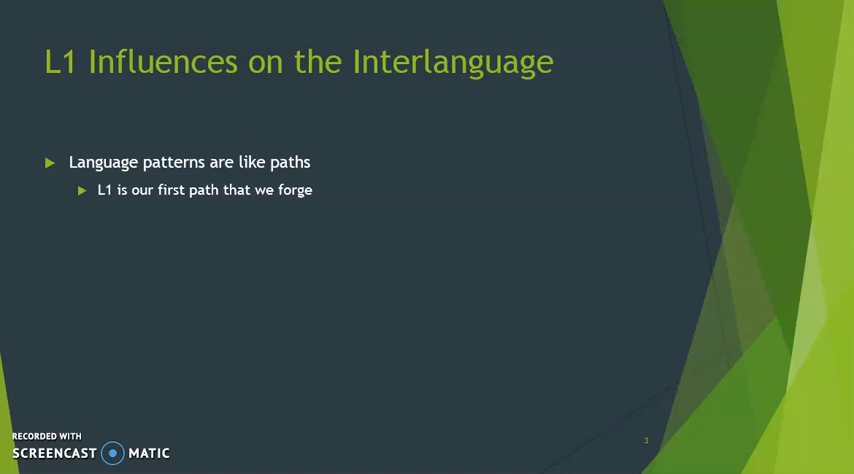 L1 Influences on the Interlanguage
Language patterns are like paths
L1 is our first path that we forge
3
RECORDED WITH
SCREENCAST MATIC